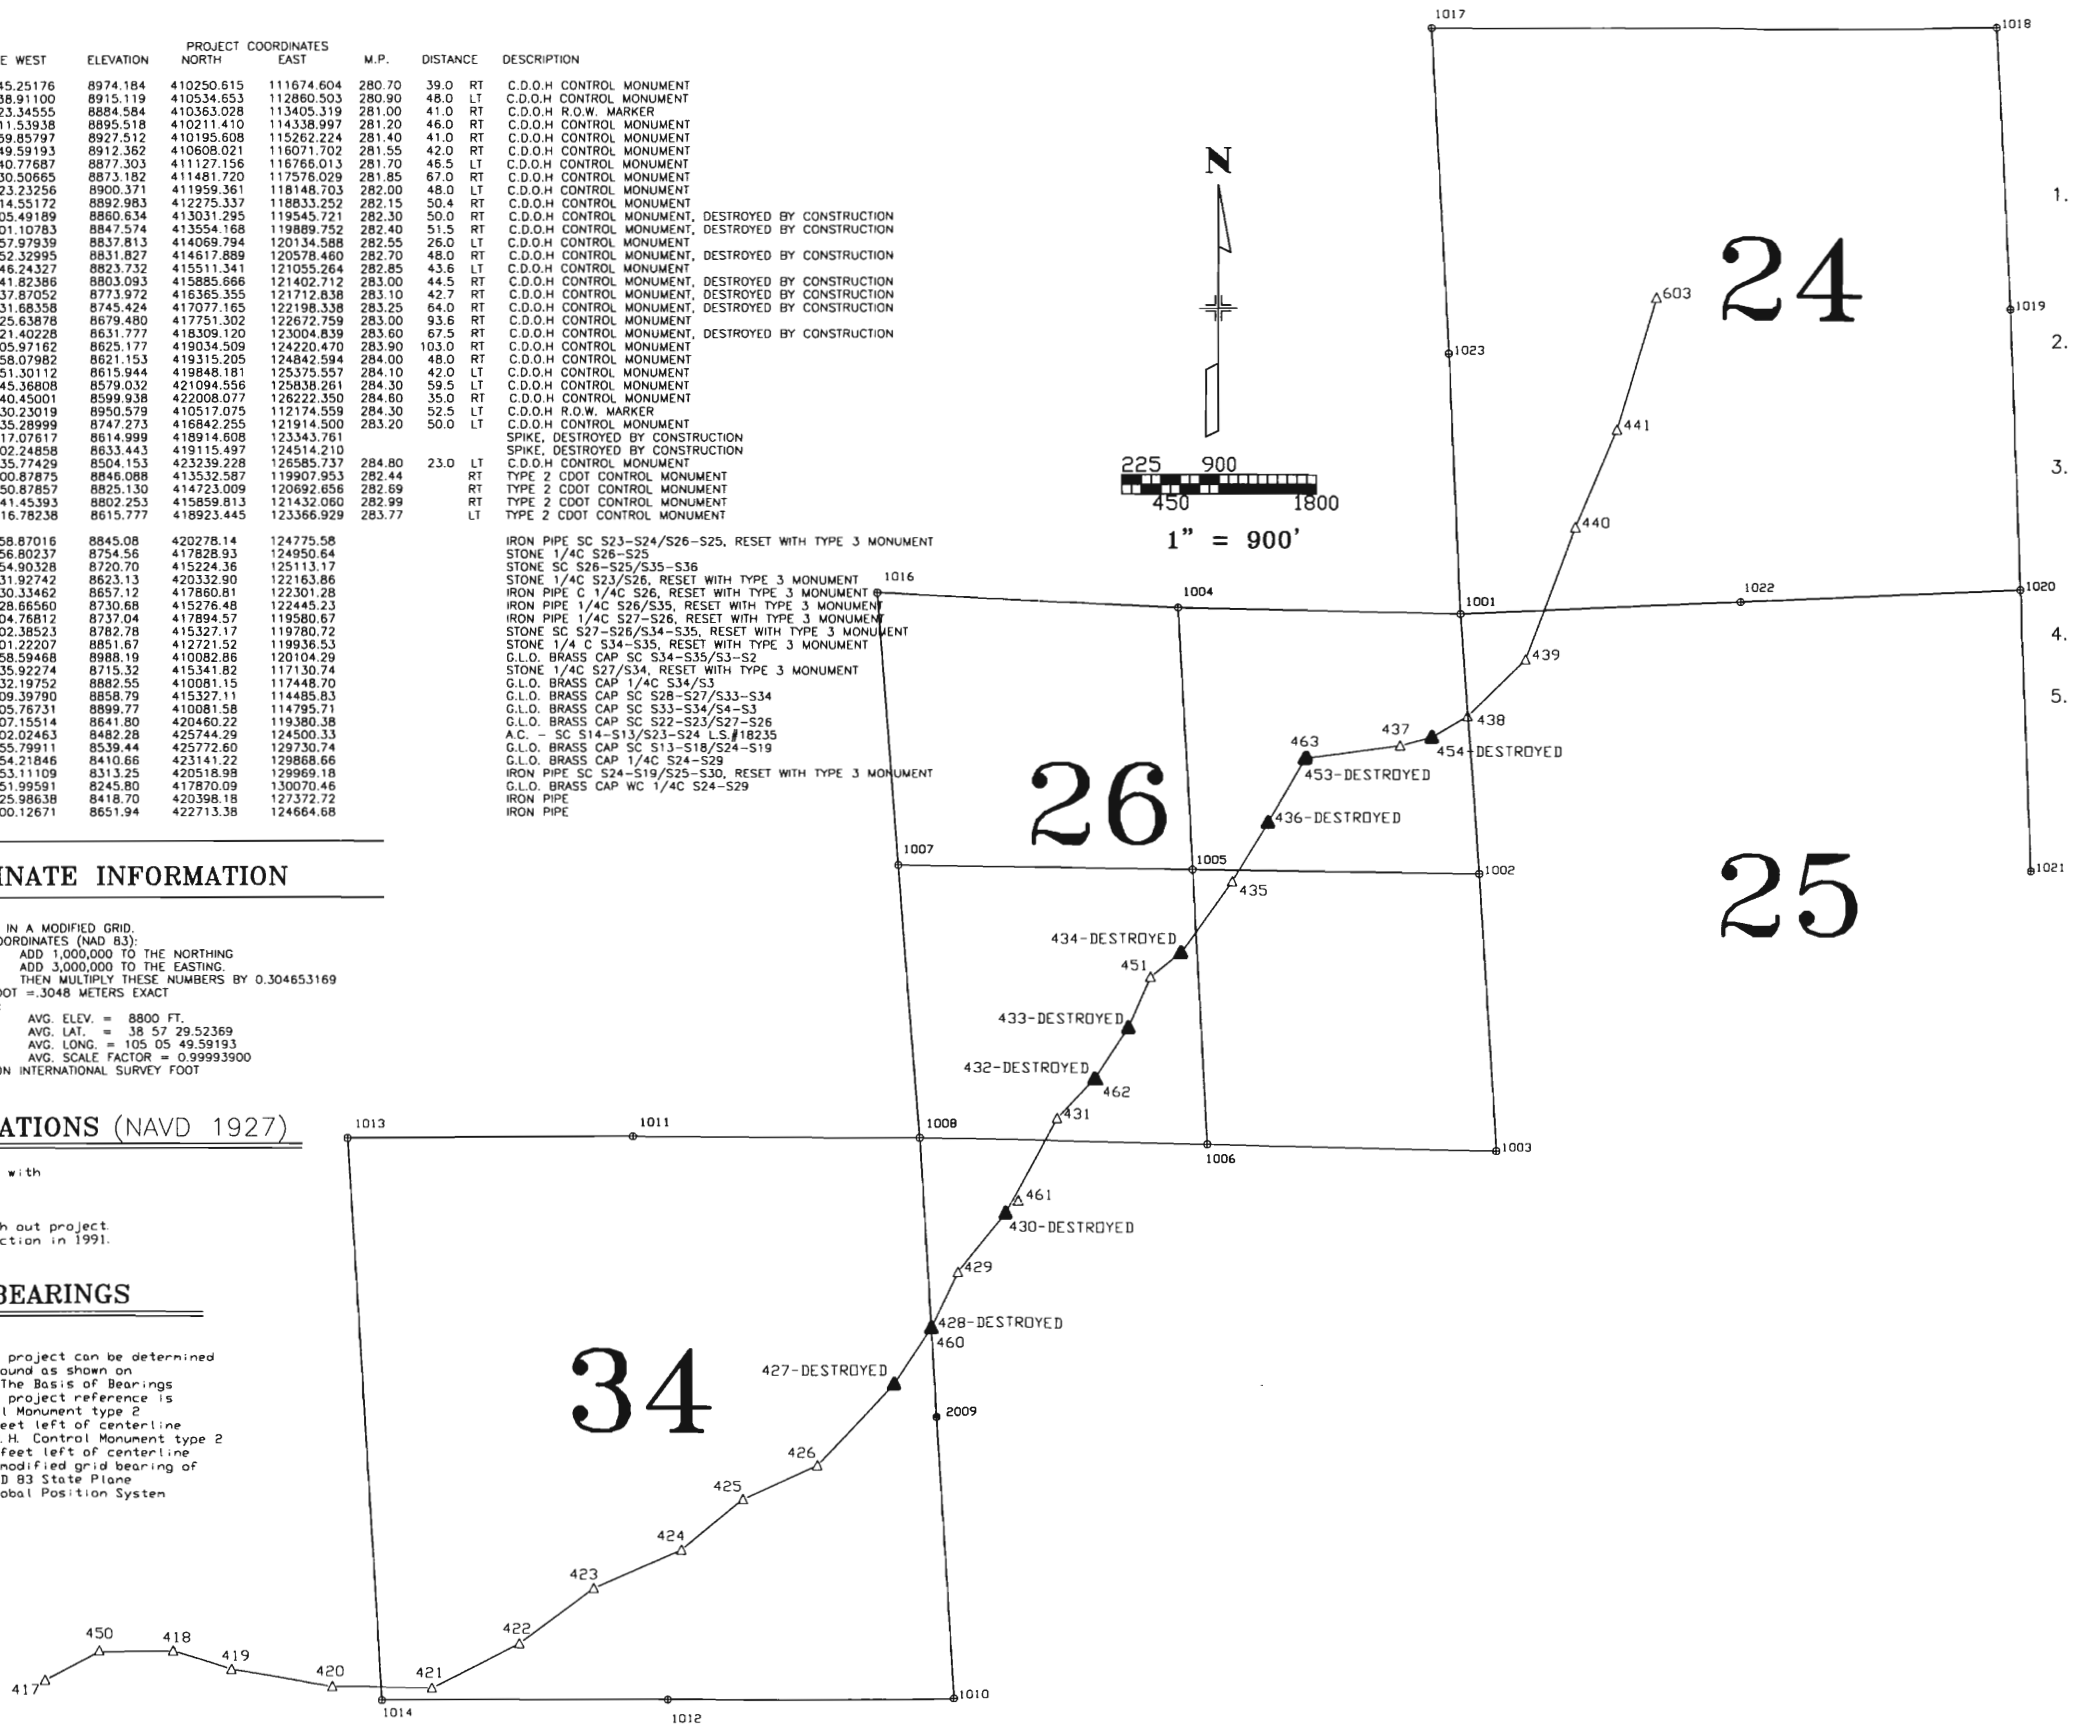 PROJECT COORDINATES
E WEST ELEVATION NORTH EAST M.P. DISTANCE DESCRIPTION
45.25176 8974.184 410250.615 111674.604 280.70 39.0 RT C.D.O.H CONTROL MONUMENT
38.91100 8915.119 410534.653 112860.503 280.90 48.0 LT C.D.O.H CONTROL MONUMENT
23.34555 8884.584 410363.028 113405.319 281.00 41.0 RT C.D.O.H R.O.W. MARKER
11.53938 8895.518 410211.410 114338.997 281.20 46.0 RT C.D.O.H CONTROL MONUMENT
59.85797 8927.512 410195.608 115262.224 281.40 41.0 RT C.D.O.H CONTROL MONUMENT
49.59193 8912.362 410608.021 116071.702 281.55 42.0 RT C.D.O.H CONTROL MONUMENT
40.77687 8877.303 411127.156 116766.013 281.70 46.5 LT C.D.O.H CONTROL MONUMENT
30.50665 8873.182 411481.720 117576.029 281.85 67.0 RT C.D.O.H CONTROL MONUMENT
23.23256 8900.371 411959.361 118148.703 282.00 48.0 LT C.D.O.H CONTROL MONUMENT
14.55172 8892.983 412275.337 118833.252 282.15 50.4 RT C.D.O.H CONTROL MONUMENT
05.49189 8860.634 413031.295 119545.721 282.30 50.0 RT C.D.O.H CONTROL MONUMENT, DESTROYED BY CONSTRUCTION
01.10783 8847.574 413554.168 119889.752 282.40 51.5 RT C.D.O.H CONTROL MONUMENT, DESTROYED BY CONSTRUCTION
57.97939 8837.813 414069.794 120134.588 282.55 26.0 LT C.D.O.H CONTROL MONUMENT
52.32995 8831.827 414617.889 120578.460 282.70 48.0 RT C.D.O.H CONTROL MONUMENT, DESTROYED BY CONSTRUCTION
46.24327 8823.732 415511.341 121055.264 282.85 43.6 LT C.D.O.H CONTROL MONUMENT
41.82386 8803.093 415885.666 121402.712 283.00 44.5 RT C.D.O.H CONTROL MONUMENT, DESTROYED BY CONSTRUCTION
37.87052 8773.972 416365.355 121712.838 283.10 42.7 RT C.D.O.H CONTROL MONUMENT, DESTROYED BY CONSTRUCTION
31.68358 8745.424 417077.165 122198.338 283.25 64.0 RT C.D.O.H CONTROL MONUMENT, DESTROYED BY CONSTRUCTION
25.63878 8679.480 417751.302 122672.759 283.00 93.6 RT C.D.O.H CONTROL MONUMENT
21.40228 8631.777 418309.120 123004.839 283.60 67.5 RT C.D.O.H CONTROL MONUMENT, DESTROYED BY CONSTRUCTION
05.97162 8625.177 419034.509 124220.470 283.90 103.0 RT C.D.O.H CONTROL MONUMENT
58.07982 8621.153 419315.205 124842.594 284.00 48.0 RT C.D.O.H CONTROL MONUMENT
51.30112 8615.944 419848.181 125375.557 284.10 42.0 LT C.D.O.H CONTROL MONUMENT
45.36808 8579.032 421094.556 125838.261 284.30 59.5 LT C.D.O.H CONTROL MONUMENT
40.45001 8599.938 422008.077 126222.350 284.60 35.0 RT C.D.O.H CONTROL MONUMENT
30.23019 8950.579 410517.075 112174.559 284.30 52.5 LT C.D.O.H R.O.W. MARKER
35.28999 8747.273 416842.255 121914.500 283.20 50.0 LT C.D.O.H CONTROL MONUMENT
17.07617 8614.999 418914.608 123343.761 SPIKE, DESTROYED BY CONSTRUCTION
02.24858 8633.443 419115.497 124514.210 SPIKE, DESTROYED BY CONSTRUCTION
35.77429 8504.153 423239.228 126585.737 284.80 23.0 LT C.D.O.H CONTROL MONUMENT
00.87875 8846.088 413532.587 119907.953 282.44 RT TYPE 2 CDOT CONTROL MONUMENT
50.87857 8825.130 414723.009 120692.656 282.69 RT TYPE 2 CDOT CONTROL MONUMENT
41.45393 8802.253 415859.813 121432.060 282.99 RT TYPE 2 CDOT CONTROL MONUMENT
16.78238 8615.777 418923.445 123366.929 283.77 LT TYPE 2 CDOT CONTROL MONUMENT
58.87016 8845.08 420278.14 124775.58 IRON PIPE SC S23-S24/S26-S25, RESET WITH TYPE 3 MONUMENT
56.80237 8754.56 417828.93 124950.64 STONE 1/4C S26-S25
54.90328 8720.70 415224.36 125113.17 STONE SC S26-S25/S35-S36
31.92742 8623.13 420332.90 122163.86 STONE 1/4C S23/S26, RESET WITH TYPE 3 MONUMENT
30.33462 8657.12 417860.81 122301.28 IRON PIPE C 1/4C S26, RESET WITH TYPE 3 MONUMENT
28.66560 8730.68 415276.48 122445.23 IRON PIPE 1/4C S26/S35, RESET WITH TYPE 3 MONUMENT
04.76812 8737.04 417894.57 119580.67 IRON PIPE 1/4C S27-S26, RESET WITH TYPE 3 MONUMENT
02.38523 8782.78 415327.17 119780.72 STONE SC S27-S26/S34-S35, RESET WITH TYPE 3 MONUMENT
01.22207 8851.67 412721.52 119936.53 STONE 1/4 C S34-S35, RESET WITH TYPE 3 MONUMENT
58.59468 8988.19 410082.86 120104.29 G.L.O. BRASS CAP SC S34-S35/S3-S2
35.92274 8715.32 415341.82 117130.74 STONE 1/4C S27/S34, RESET WITH TYPE 3 MONUMENT
32.19752 8882.55 410081.15 117448.70 G.L.O. BRASS CAP 1/4C S34/S3
09.39790 8858.79 415327.11 114485.83 G.L.O. BRASS CAP SC S28-S27/S33-S34
05.76731 8899.77 410081.58 114795.71 G.L.O. BRASS CAP SC S33-S34/S4-S3
07.15514 8641.80 420460.22 119380.38 G.L.O. BRASS CAP SC S22-S23/S27-S26
02.02463 8482.28 425744.29 124500.33 A.C. - SC S14-S13/S23-S24 L.S.#18235
55.79911 8539.44 425772.60 129730.74 G.L.O. BRASS CAP SC S13-S18/S24-S19
54.21846 8410.66 423141.22 129868.66 G.L.O. BRASS CAP 1/4C S24-S29
53.11109 8313.25 420518.98 129969.18 IRON PIPE SC S24-S19/S25-S30, RESET WITH TYPE 3 MONUMENT
51.99591 8245.80 417870.09 130070.46 G.L.O. BRASS CAP WC 1/4C S24-S29
25.98638 8418.70 420398.18 127372.72 IRON PIPE
00.12671 8651.94 422713.38 124664.68 IRON PIPE
INATE INFORMATION
IN A MODIFIED GRID.
OORDINATES (NAD 83):
ADD 1,000,000 TO THE NORTHING
ADD 3,000,000 TO THE EASTING.
THEN MULTIPLY THESE NUMBERS BY 0.304653169
OOT =.3048 METERS EXACT
AVG. ELEV. = 8800 FT.
AVG. LAT. = 38 57 29.52369
AVG. LONG. = 105 05 49.59193
AVG. SCALE FACTOR = 0.99993900
ON INTERNATIONAL SURVEY FOOT
ATIONS (NAVD 1927)
with
h out project.
ction in 1991.
BEARINGS
project can be determined
ound as shown on
The Basis of Bearings
project reference is
l Monument type 2
eet left of centerline
.H. Control Monument type 2
feet left of centerline
modified grid bearing of
D 83 State Plane
obal Position System
N
225 900
450 1800
1" = 900'
1017
1018
24
603
1019
1023
441
440
1016
1004
1001
1022
1020
439
438
437
454-DESTROYED
463
453-DESTROYED
26
436-DESTROYED
1007
1005
1002
435
25
1021
434-DESTROYED
451
433-DESTROYED
432-DESTROYED
462
431
1013
1011
1008
1006
1003
461
430-DESTROYED
429
428-DESTROYED
460
34
427-DESTROYED
2009
426
425
424
423
422
450
418
419
420
421
417
1014
1012
1010
1.
2.
3.
4.
5.